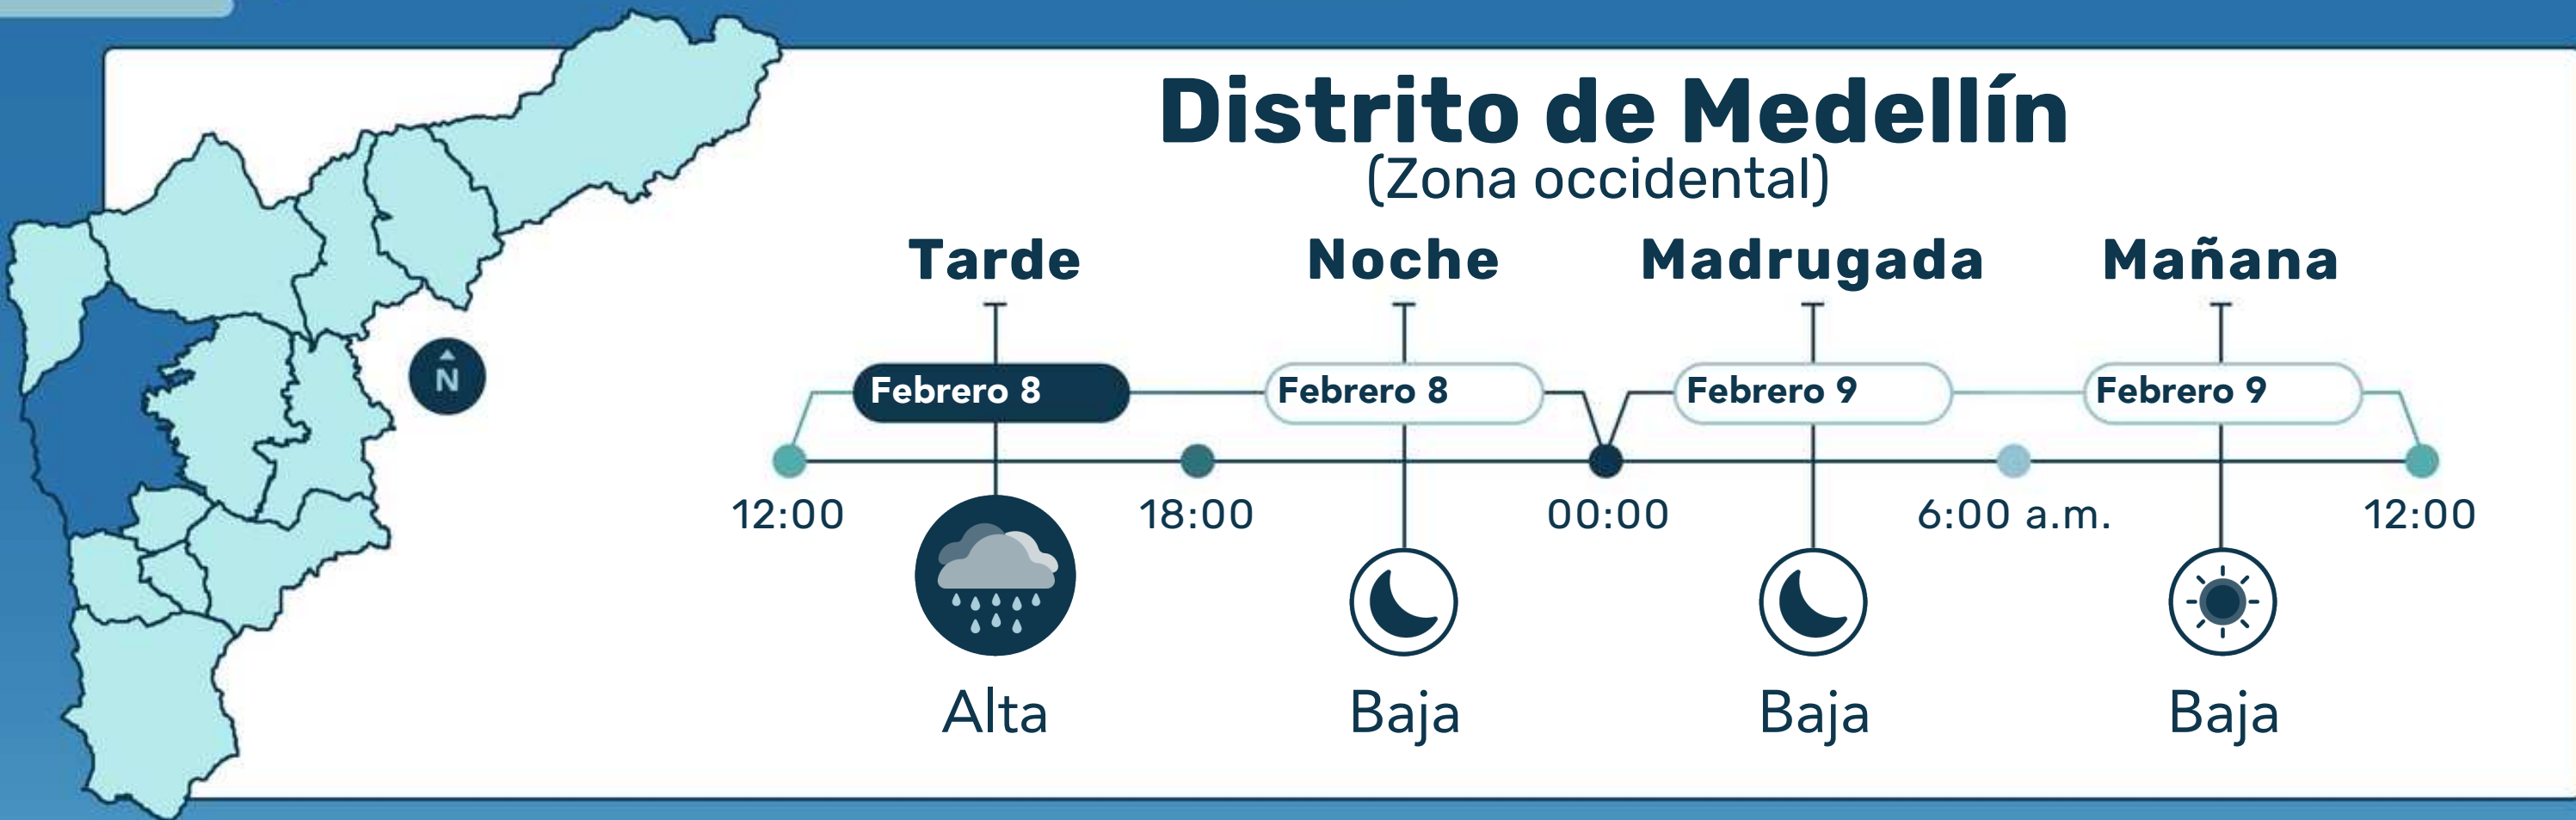 Distrito de Medellín
(Zona occidental)
Tarde Noche Madrugada Mañana
N
Febrero 8 Febrero 8 Febrero 9 Febrero 9
12:00 18:00 00:00 6:00 a.m. 12:00
Alta Baja Baja Baja